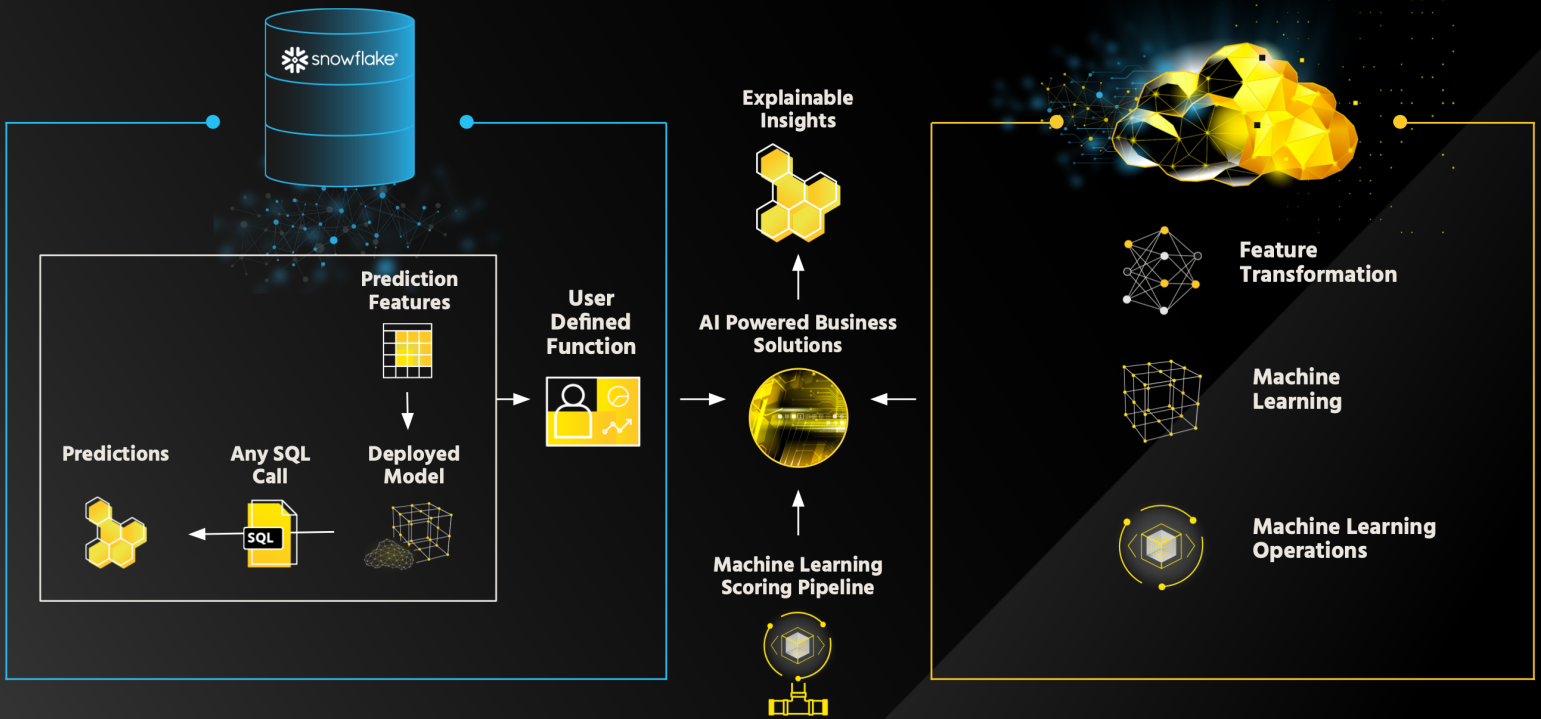 snowflake®
Prediction
Features
User
Defined
Function
Predictions
Any SQL
Call
SQL
Deployed
Model
Explainable
Insights
AI Powered Business
Solutions
Machine Learning
Scoring Pipeline
Feature
Transformation
Machine
Learning
Machine Learning
Operations